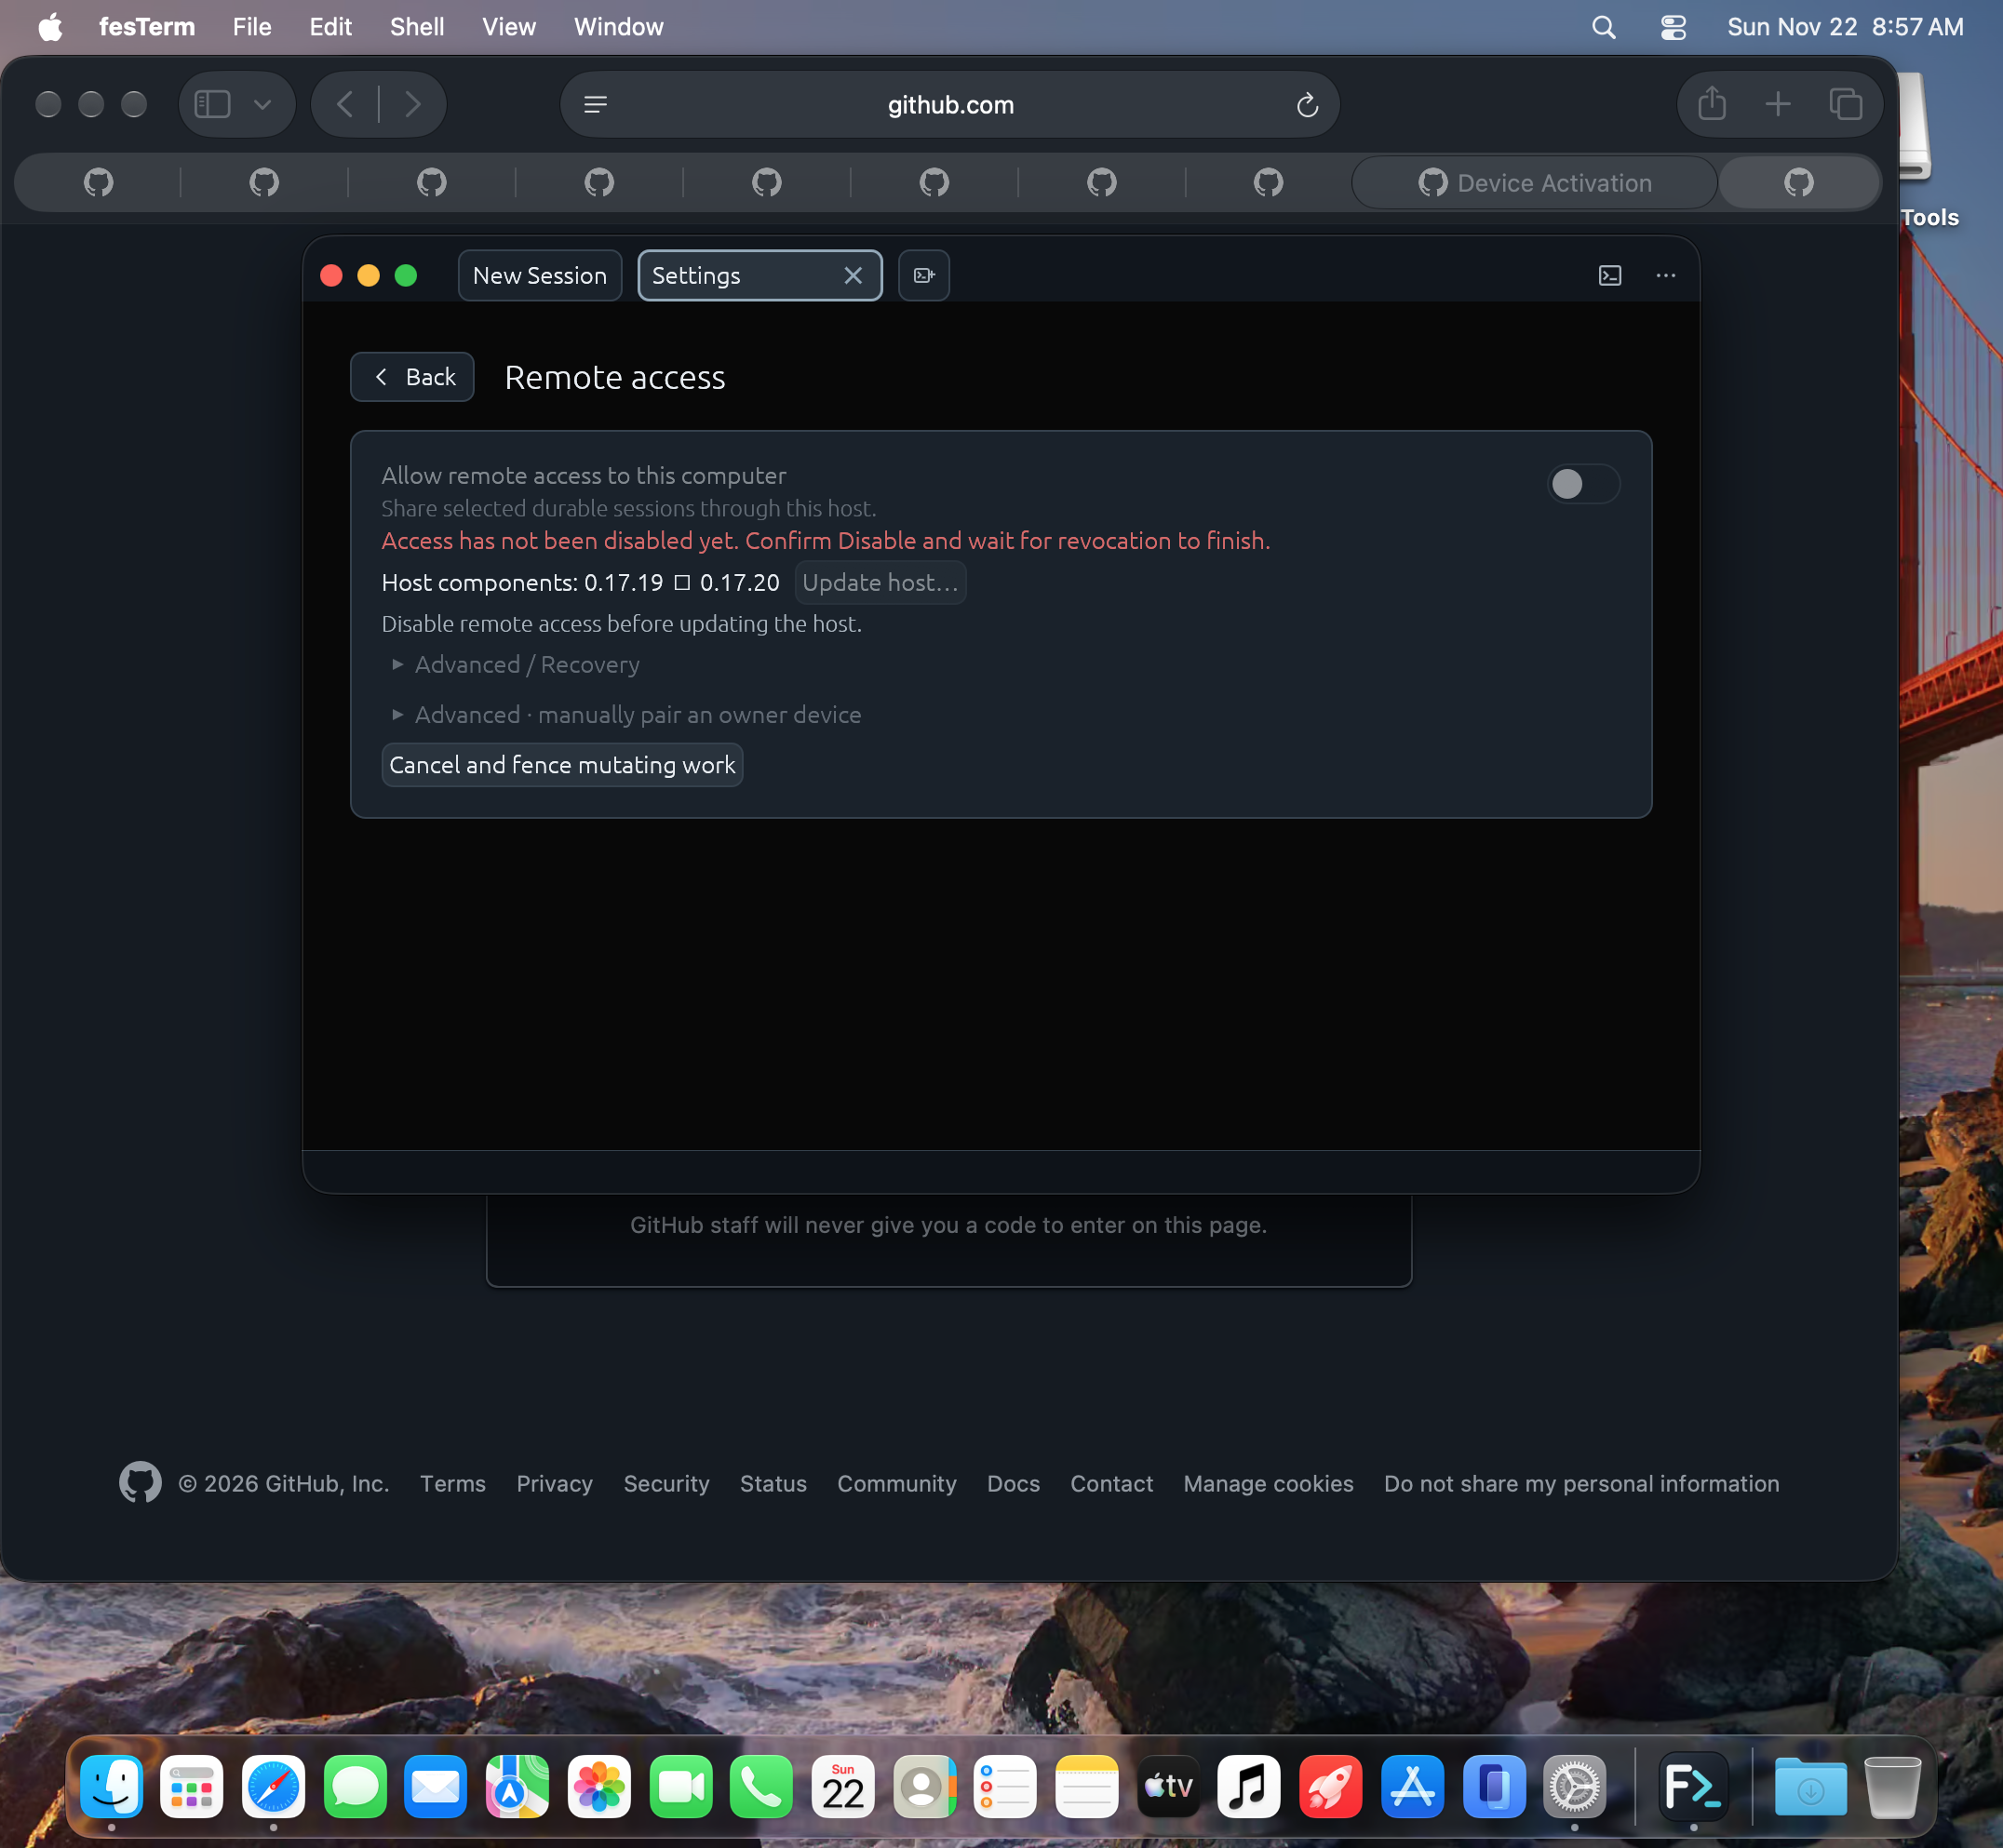 fesTerm File Edit Shell View Window Sun Nov 22 8:57 AM
github.com
Device Activation
Tools
New Session Settings
Back Remote access
Allow remote access to this computer
Share selected durable sessions through this host.
Access has not been disabled yet. Confirm Disable and wait for revocation to finish.
Host components: 0.17.19 □ 0.17.20 Update host...
Disable remote access before updating the host.
Advanced / Recovery
Advanced · manually pair an owner device
Cancel and fence mutating work
GitHub staff will never give you a code to enter on this page.
© 2026 GitHub, Inc. Terms Privacy Security Status Community Docs Contact Manage cookies Do not share my personal information
Sun
22
tv
F>_